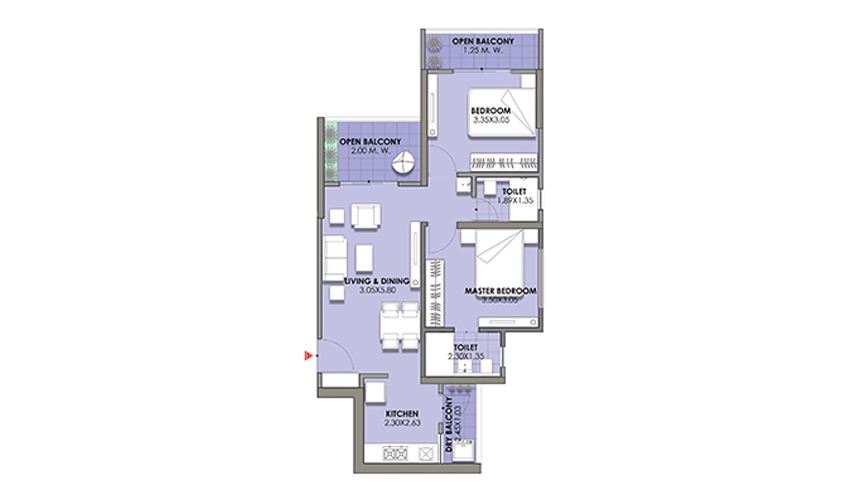 OPEN BALCONY
1.25 M. W.
BEDROOM
3.35X3.05
OPEN BALCONY
2.00 M. W.
TOILET
1.89X1.35
LIVING & DINING
3.05X5.80
MASTER BEDROOM
3.50X3.05
TOILET
2.30X1.35
KITCHEN
2.30X2.63
DRY BALCONY
2.45X1.03